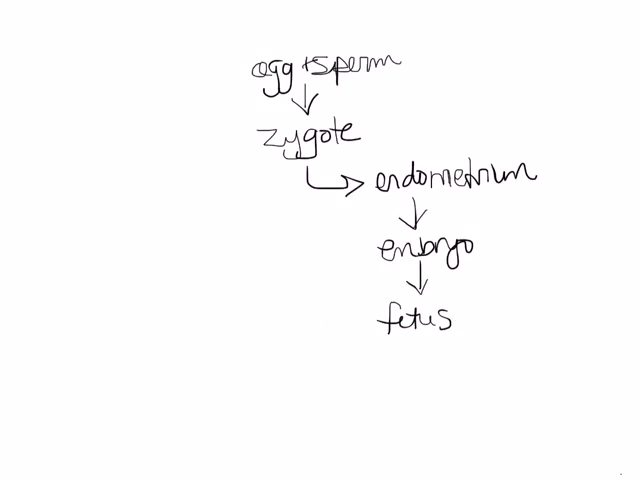 egg + sperm
zygote
endometrium
embryo
fetus